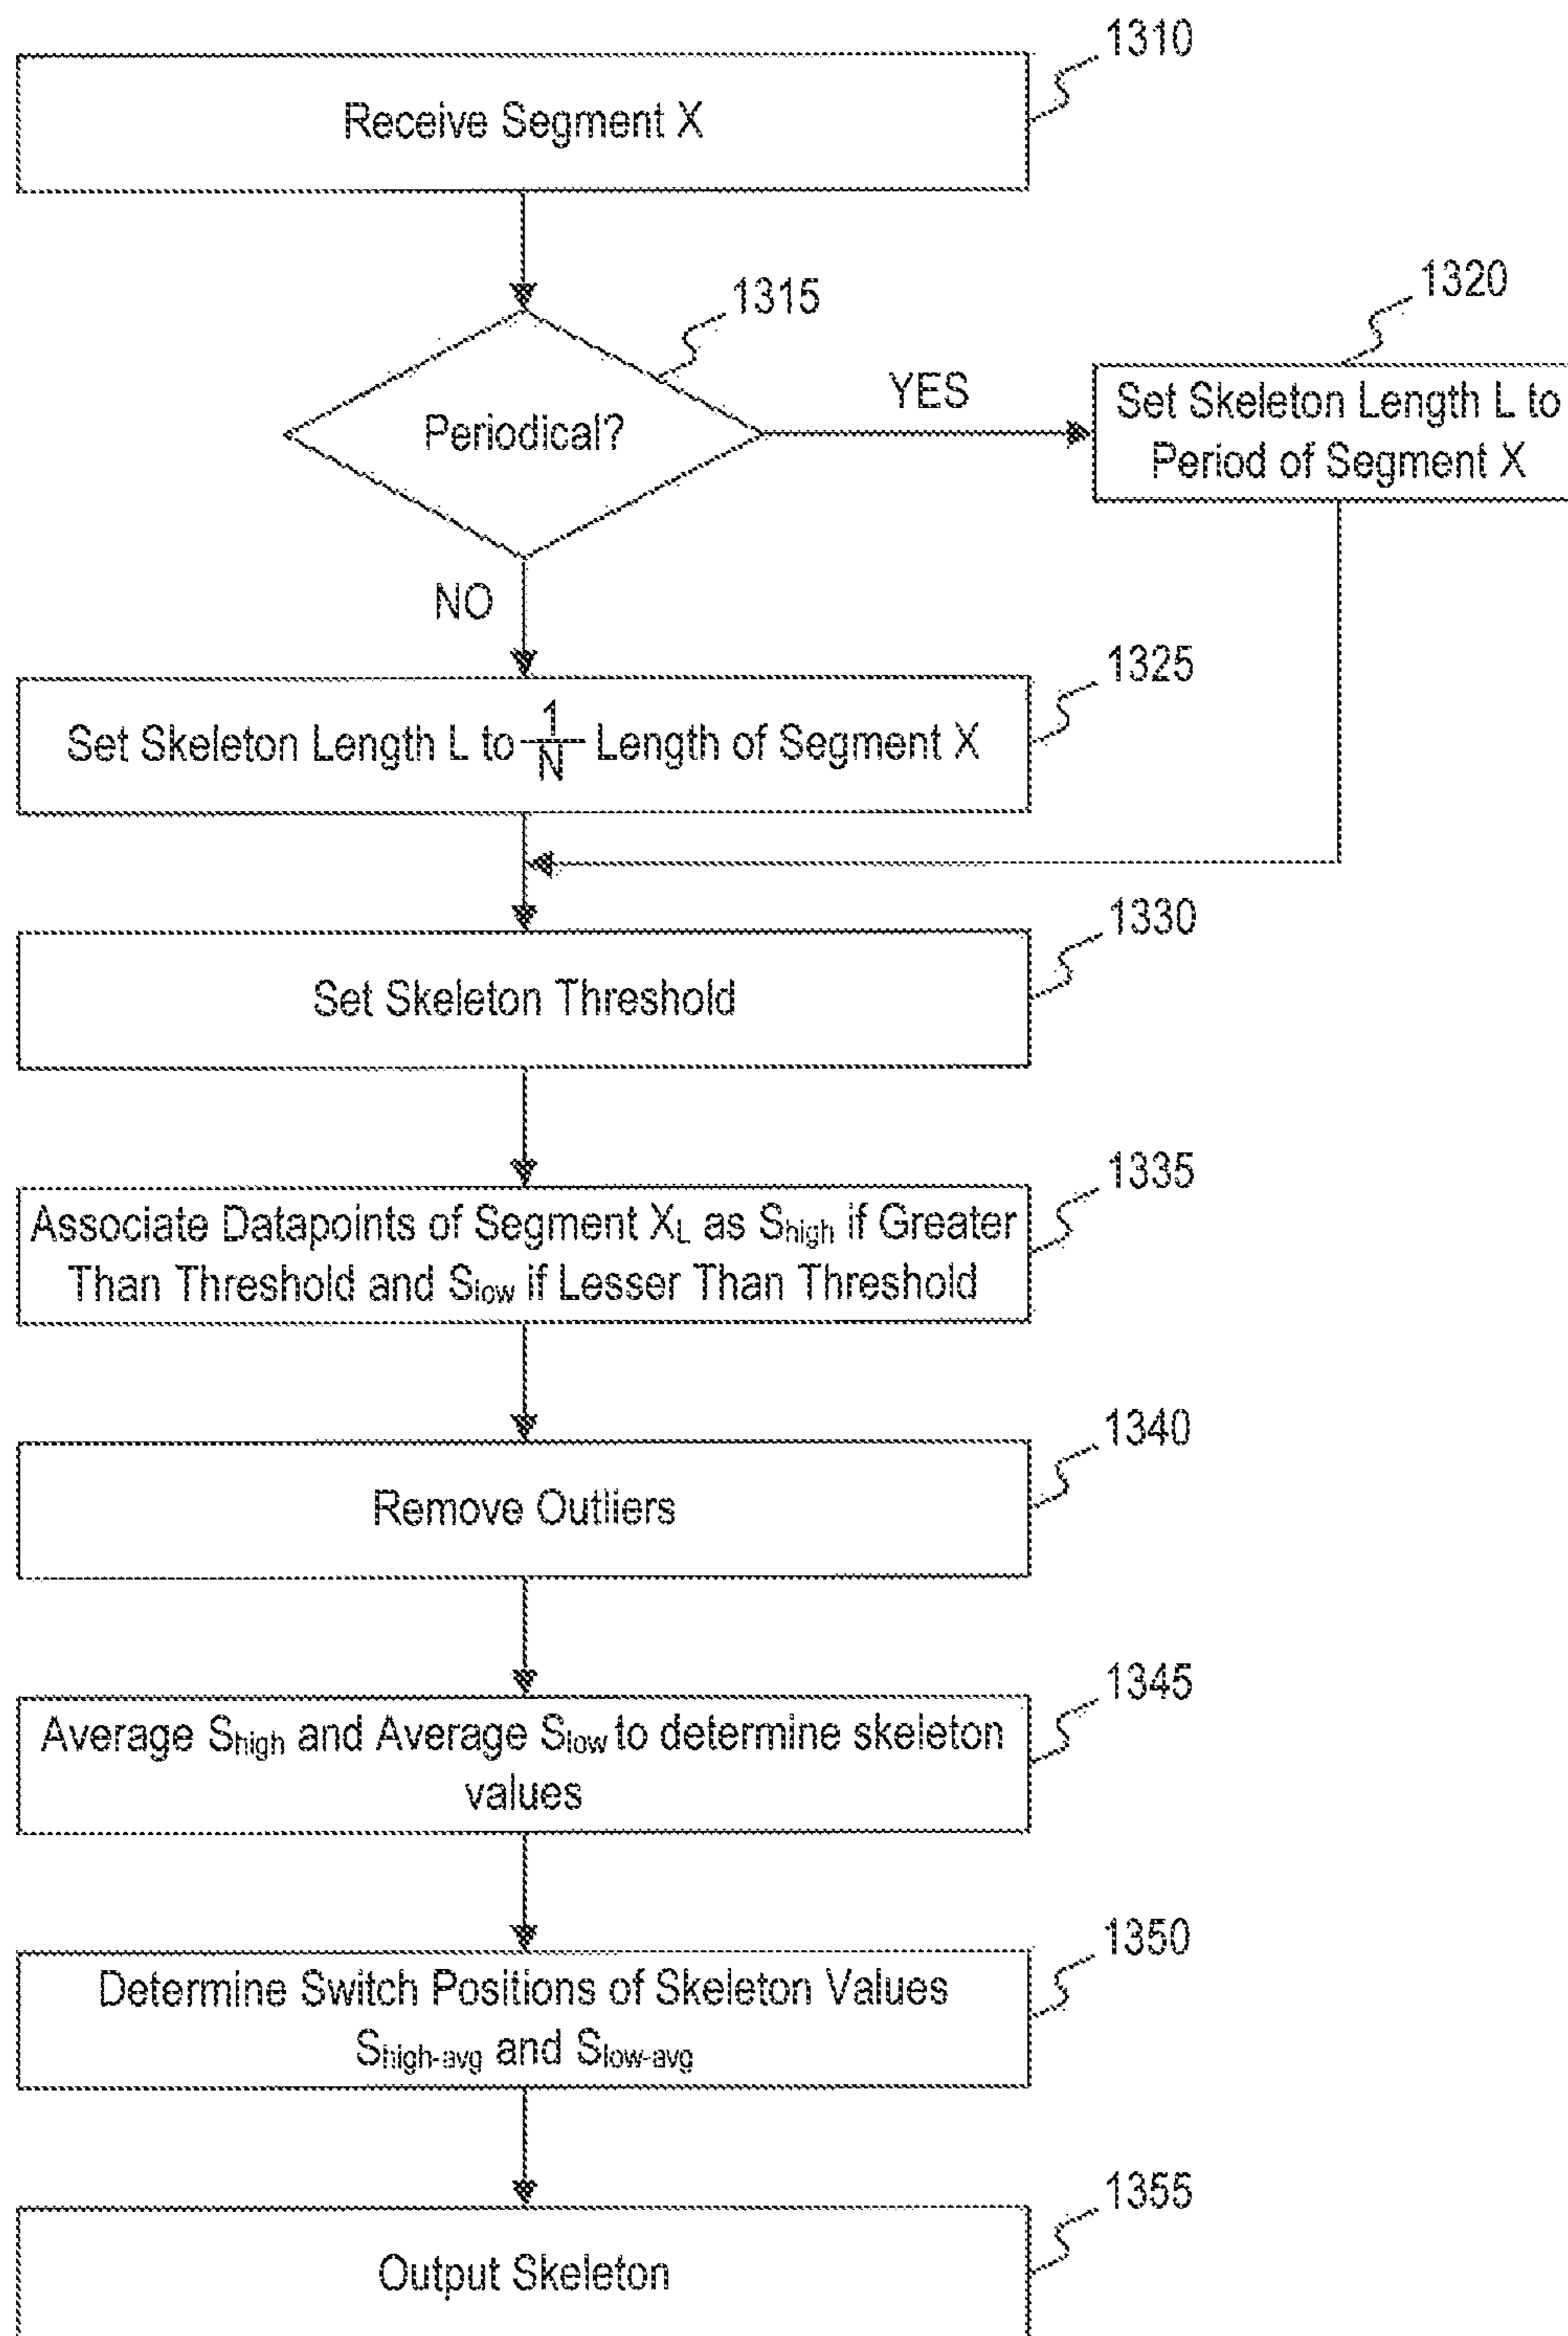 1310
Receive Segment X
1315
1320
Periodical?
YES
Set Skeleton Length L to
Period of Segment X
NO
1325
Set Skeleton Length L to 1/N Length of Segment X
1330
Set Skeleton Threshold
1335
Associate Datapoints of Segment XL as Shigh if Greater
Than Threshold and Slow if Lesser Than Threshold
1340
Remove Outliers
1345
Average Shigh and Average Slow to determine skeleton
values
1350
Determine Switch Positions of Skeleton Values
Shigh-avg and Slow-avg
1355
Output Skeleton